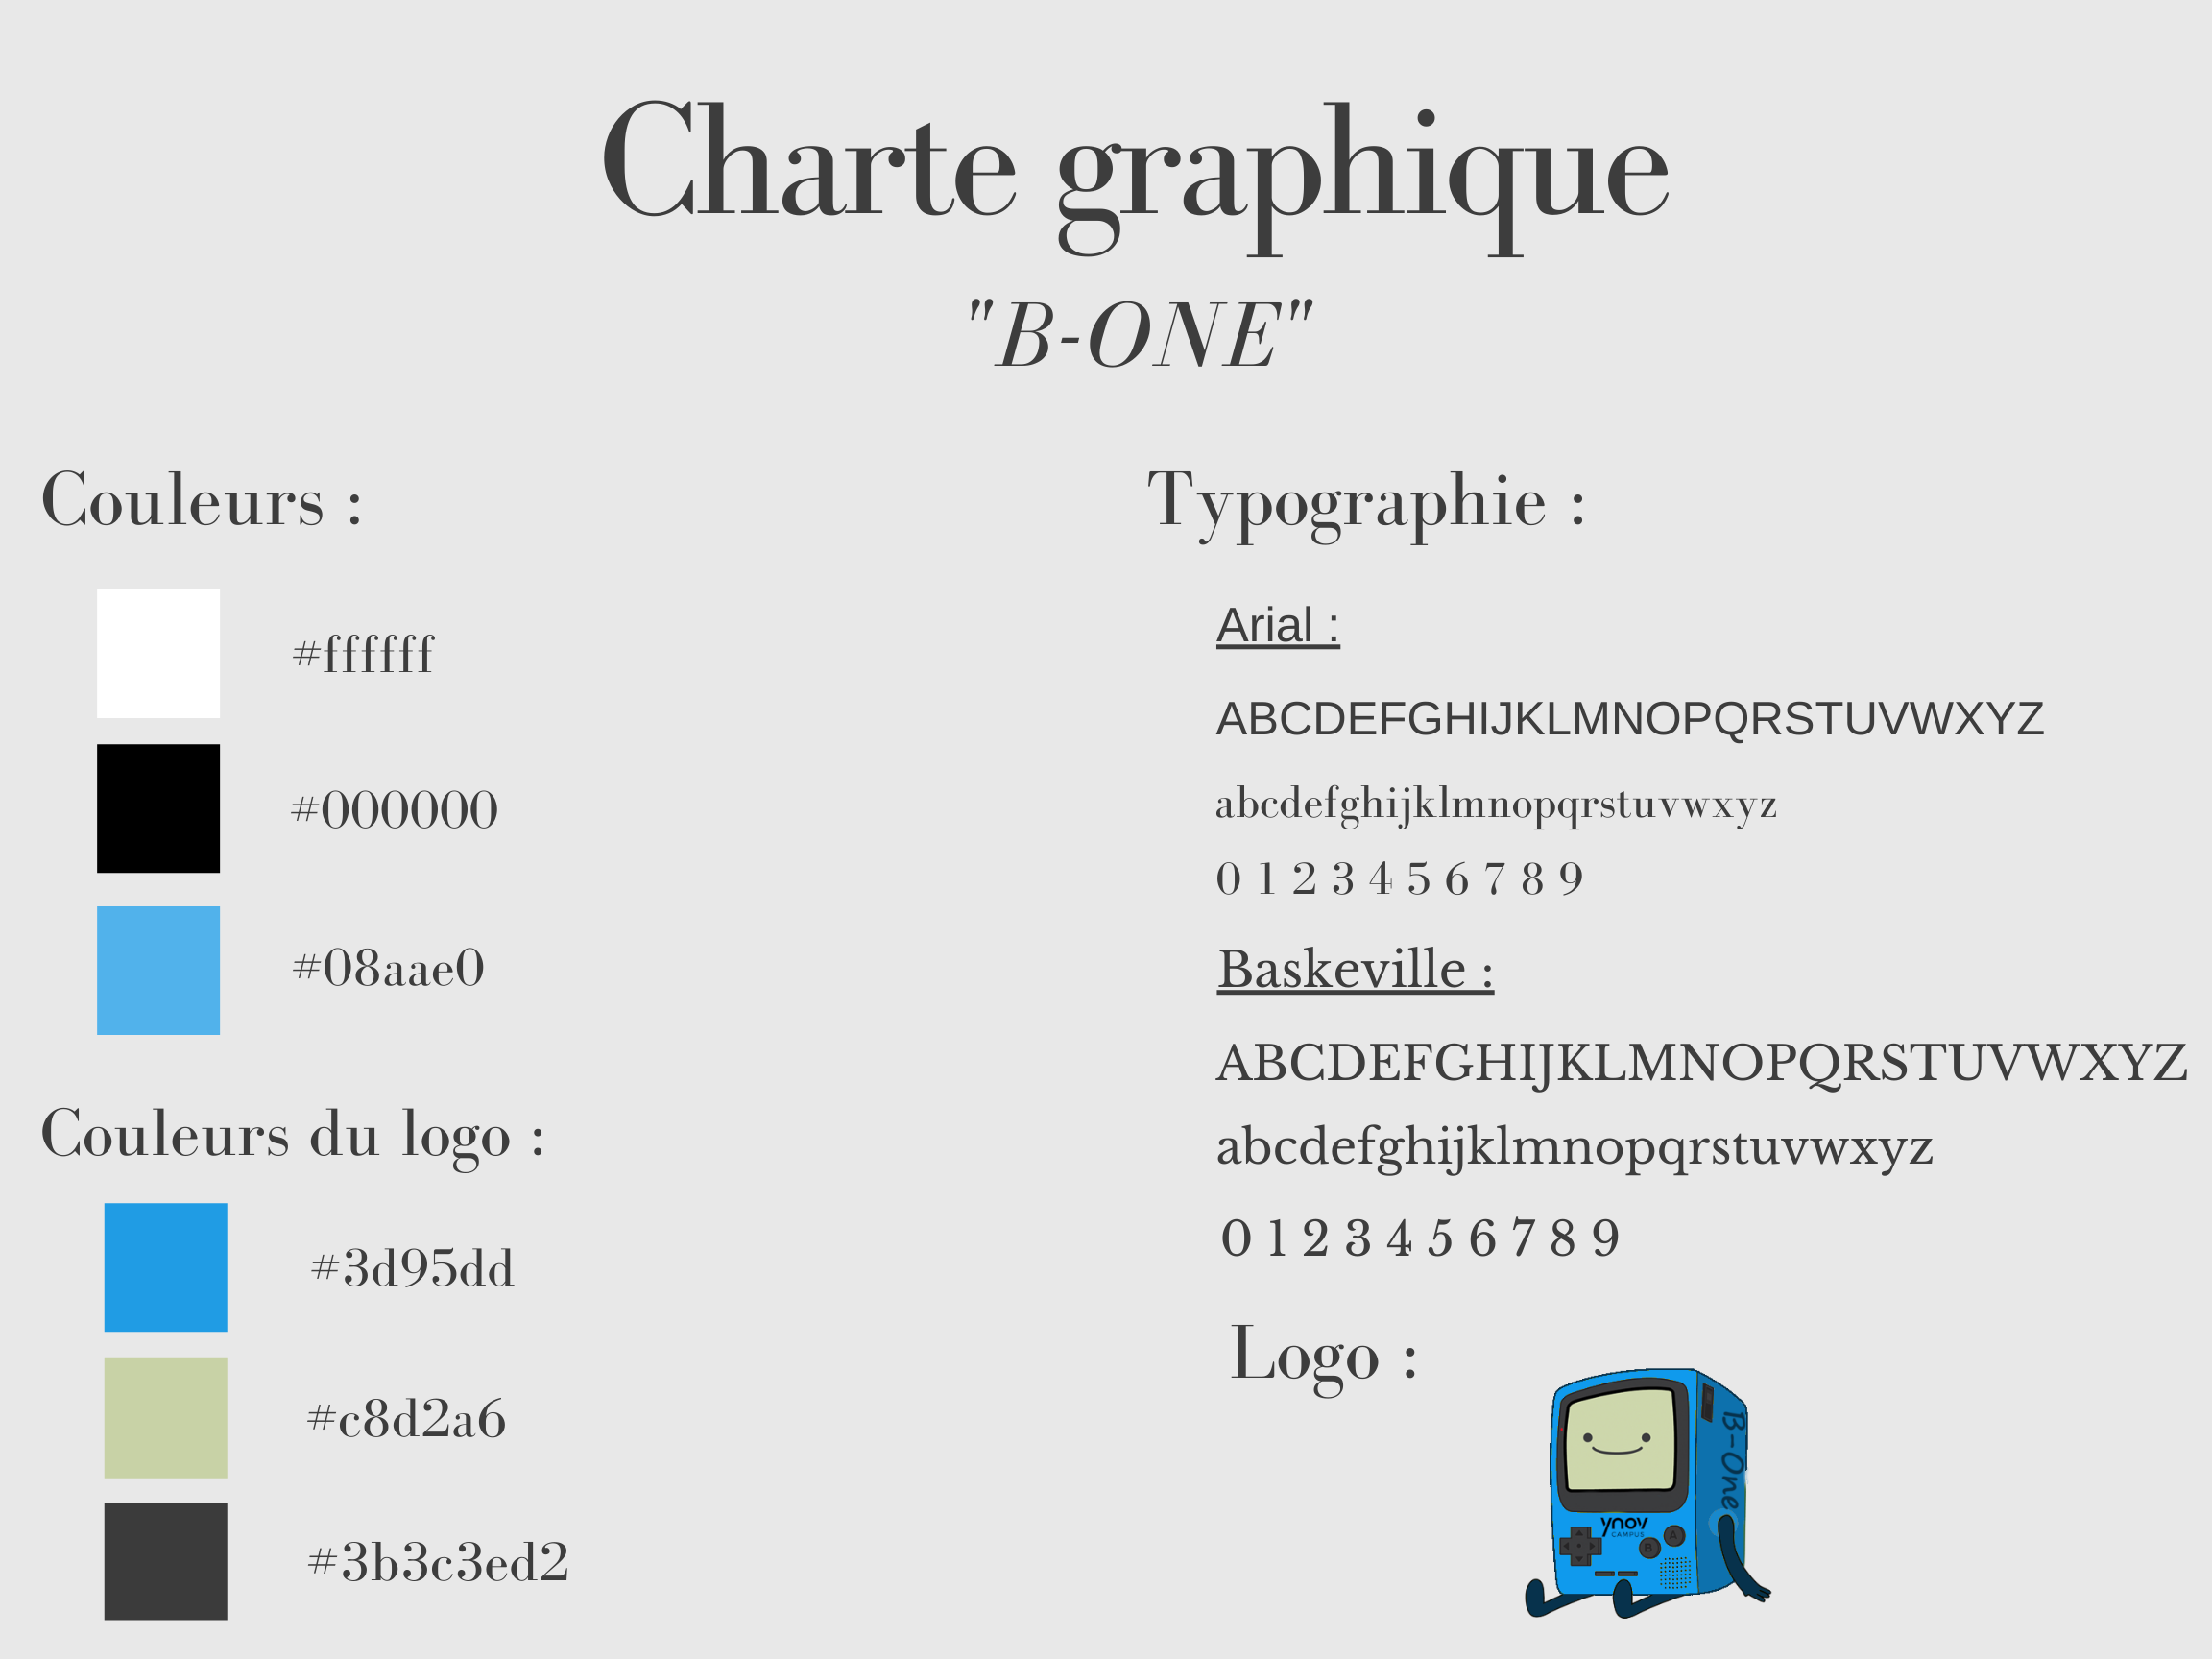 Charte graphique
"B-ONE"
Couleurs :
#ffffff
#000000
#08aae0
Couleurs du logo :
#3d95dd
#c8d2a6
#3b3c3ed2
Typographie :
Arial :
ABCDEFGHIJKLMNOPQRSTUVWXYZ
abcdefghijklmnopqrstuvwxyz
0 1 2 3 4 5 6 7 8 9
Baskeville :
ABCDEFGHIJKLMNOPQRSTUVWXYZ
abcdefghijklmnopqrstuvwxyz
0 1 2 3 4 5 6 7 8 9
Logo :
B-One
ynov
CAMPUS
A
B